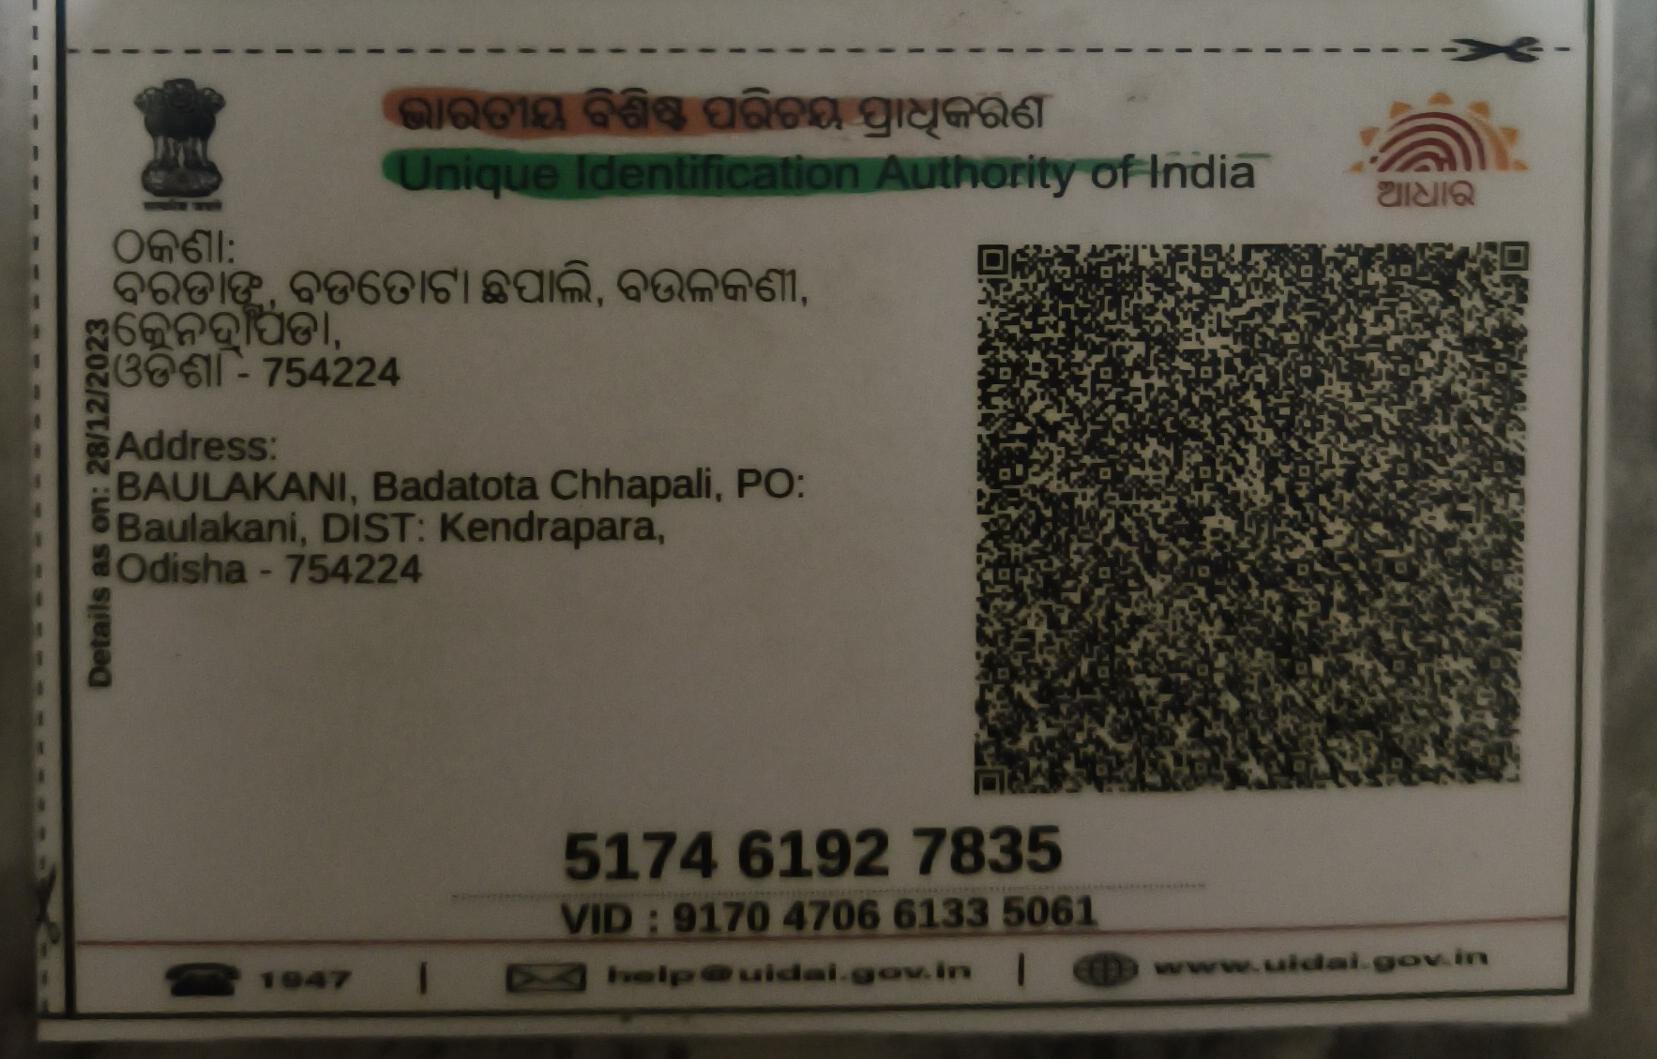 ଭାରତୀୟ ବିଶିଷ୍ଟ ପରିଚୟ ପ୍ରାଧିକରଣ
Unique Identification Authority of India
ଆଧାର
ଠିକଣା:
ବରଡାଙ୍ଗୁ, ବଡତୋଟା ଛପାଲି, ବଉଳକଣୀ,
କେନ୍ଦ୍ରାପଡା,
ଓଡିଶା - 754224
Address:
BAULAKANI, Badatota Chhapali, PO:
Baulakani, DIST: Kendrapara,
Odisha - 754224
Details as on: 28/12/2023
5174 6192 7835
VID : 9170 4706 6133 5061
1947 | help@uidai.gov.in | www.uidai.gov.in